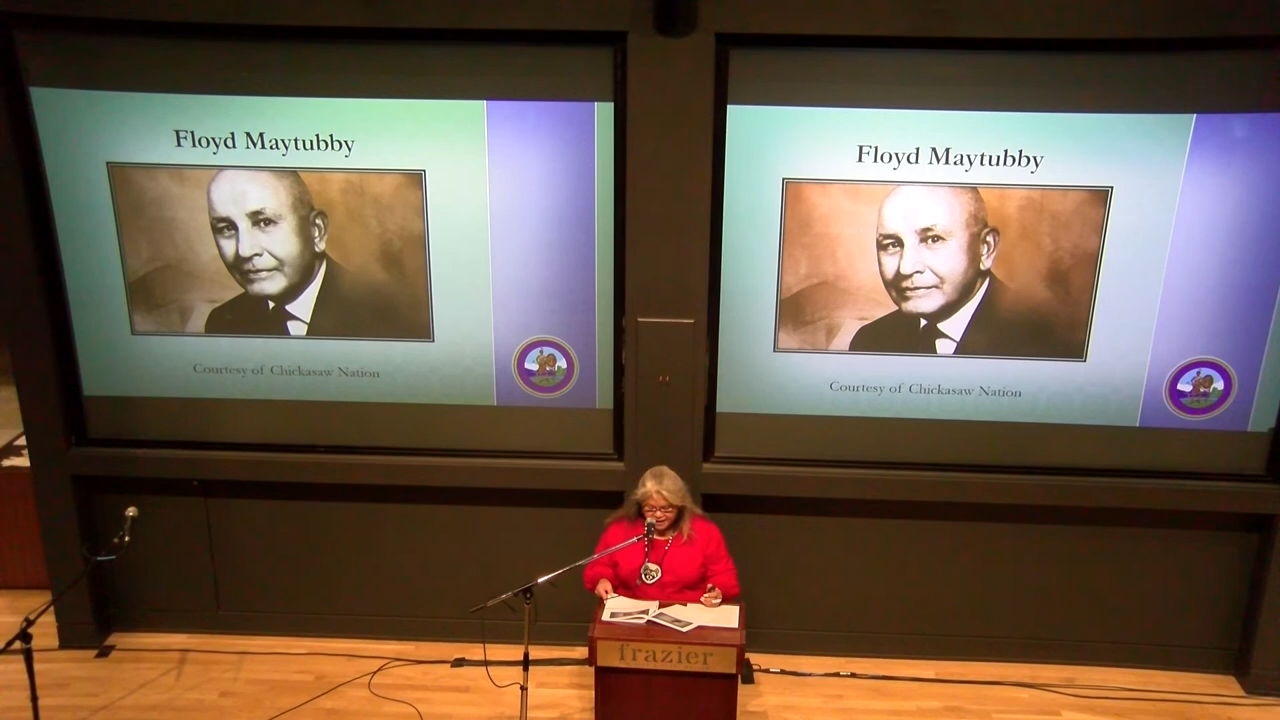 Floyd Maytubby
Courtesy of Chickasaw Nation
Floyd Maytubby
Courtesy of Chickasaw Nation
frazier